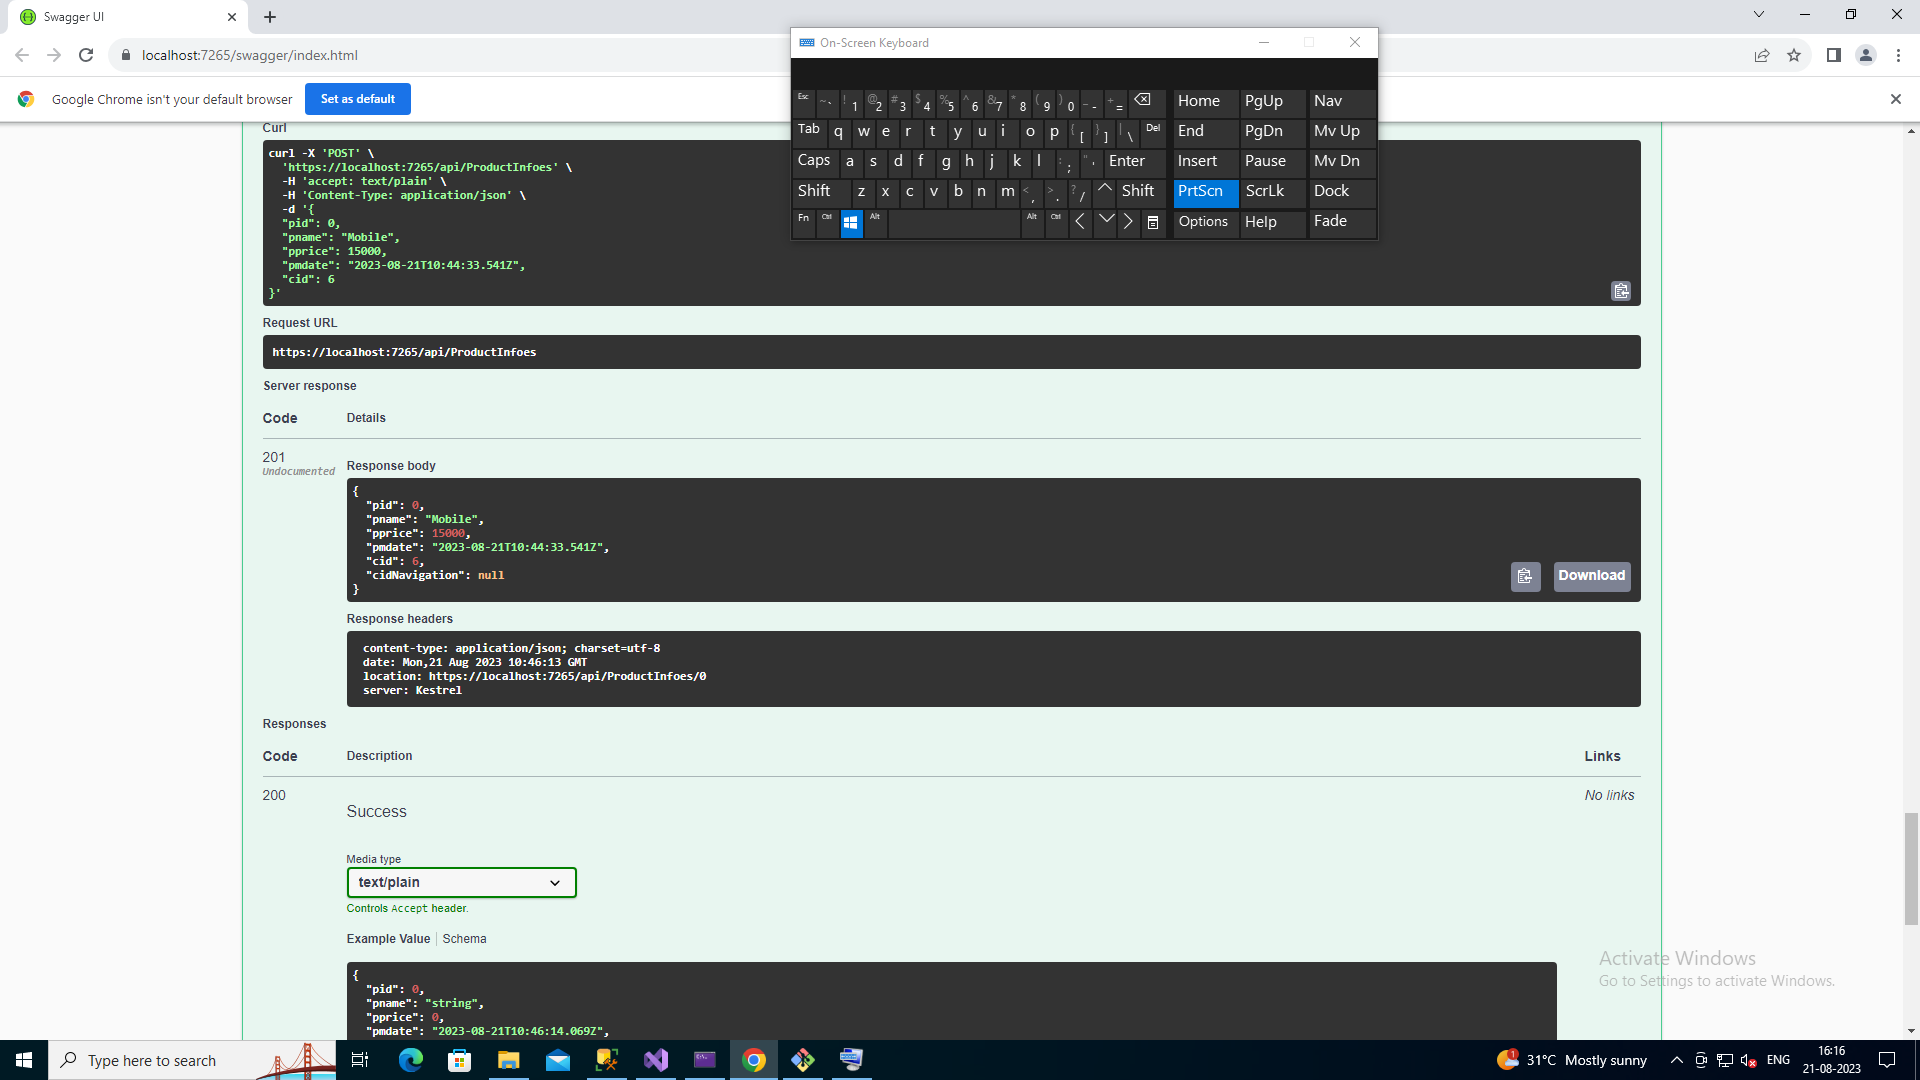 Swagger UI
localhost:7265/swagger/index.html
Google Chrome isn't your default browser
Set as default
On-Screen Keyboard
Esc ~ ` ! 1 @ 2 # 3 $ 4 % 5 ^ 6 & 7 * 8 ( 9 ) 0 _ - + = Home PgUp Nav
Tab q w e r t y u i o p { [ } ] | \ Del End PgDn Mv Up
Caps a s d f g h j k l : ; " ' Enter Insert Pause Mv Dn
Shift z x c v b n m < , > . ? / Shift PrtScn ScrLk Dock
Fn Ctrl Alt Alt Ctrl Options Help Fade
Curl
curl -X 'POST' \
'https://localhost:7265/api/ProductInfoes' \
-H 'accept: text/plain' \
-H 'Content-Type: application/json' \
-d '{
"pid": 0,
"pname": "Mobile",
"pprice": 15000,
"pmdate": "2023-08-21T10:44:33.541Z",
"cid": 6
}'
Request URL
https://localhost:7265/api/ProductInfoes
Server response
Code Details
201
Undocumented
Response body
{
"pid": 0,
"pname": "Mobile",
"pprice": 15000,
"pmdate": "2023-08-21T10:44:33.541Z",
"cid": 6,
"cidNavigation": null
}
Download
Response headers
content-type: application/json; charset=utf-8
date: Mon,21 Aug 2023 10:46:13 GMT
location: https://localhost:7265/api/ProductInfoes/0
server: Kestrel
Responses
Code Description Links
200 No links
Success
Media type
text/plain
Controls Accept header.
Example Value Schema
{
"pid": 0,
"pname": "string",
"pprice": 0,
"pmdate": "2023-08-21T10:46:14.069Z",
Activate Windows
Go to Settings to activate Windows.
Type here to search
1
31°C Mostly sunny
ENG
16:16
21-08-2023